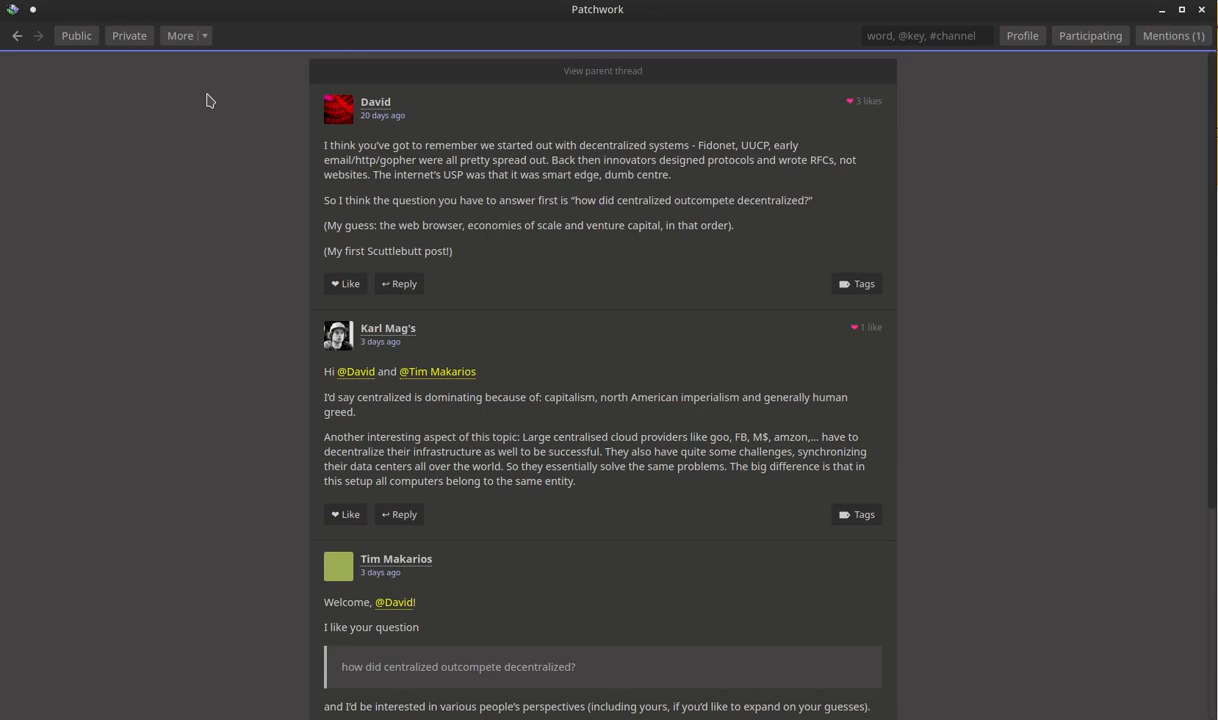 Patchwork
Public Private More word, @key, #channel Profile Participating Mentions (1)
View parent thread
David 3 likes
20 days ago
I think you've got to remember we started out with decentralized systems - Fidonet, UUCP, early
email/http/gopher were all pretty spread out. Back then innovators designed protocols and wrote RFCs, not
websites. The internet's USP was that it was smart edge, dumb centre.
So I think the question you have to answer first is “how did centralized outcompete decentralized?”
(My guess: the web browser, economies of scale and venture capital, in that order).
(My first Scuttlebutt post!)
Like Reply Tags
Karl Mag's 1 like
3 days ago
Hi @David and @Tim Makarios
I'd say centralized is dominating because of: capitalism, north American imperialism and generally human
greed.
Another interesting aspect of this topic: Large centralised cloud providers like goo, FB, M$, amzon,... have to
decentralize their infrastructure as well to be successful. They also have quite some challenges, synchronizing
their data centers all over the world. So they essentially solve the same problems. The big difference is that in
this setup all computers belong to the same entity.
Like Reply Tags
Tim Makarios
3 days ago
Welcome, @David!
I like your question
how did centralized outcompete decentralized?
and I'd be interested in various people's perspectives (including yours, if you'd like to expand on your guesses).